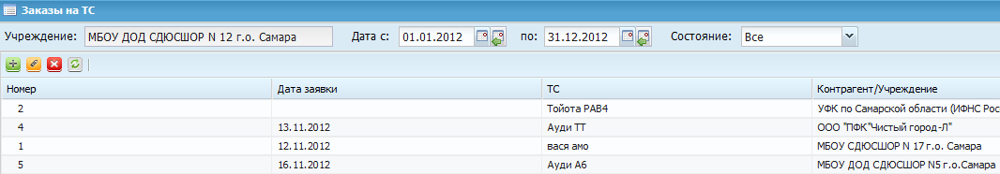 Заказы на ТС
Учреждение: МБОУ ДОД СДЮСШОР N 12 г.о. Самара Дата с: 01.01.2012 по: 31.12.2012 Состояние: Все
Номер Дата заявки ТС Контрагент/Учреждение
2 Тойота РАВ4 УФК по Самарской области (ИФНС Рос
4 13.11.2012 Ауди ТТ ООО "ПФК"Чистый город-Л"
1 12.11.2012 вася амо МБОУ СДЮСШОР N 17 г.о. Самара
5 16.11.2012 Ауди А6 МБОУ ДОД СДЮСШОР N5 г.о.Самара